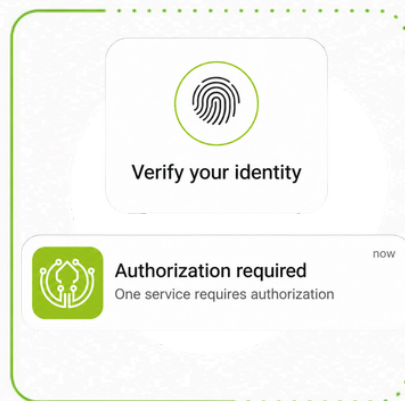 Verify your identity
now
Authorization required
One service requires authorization